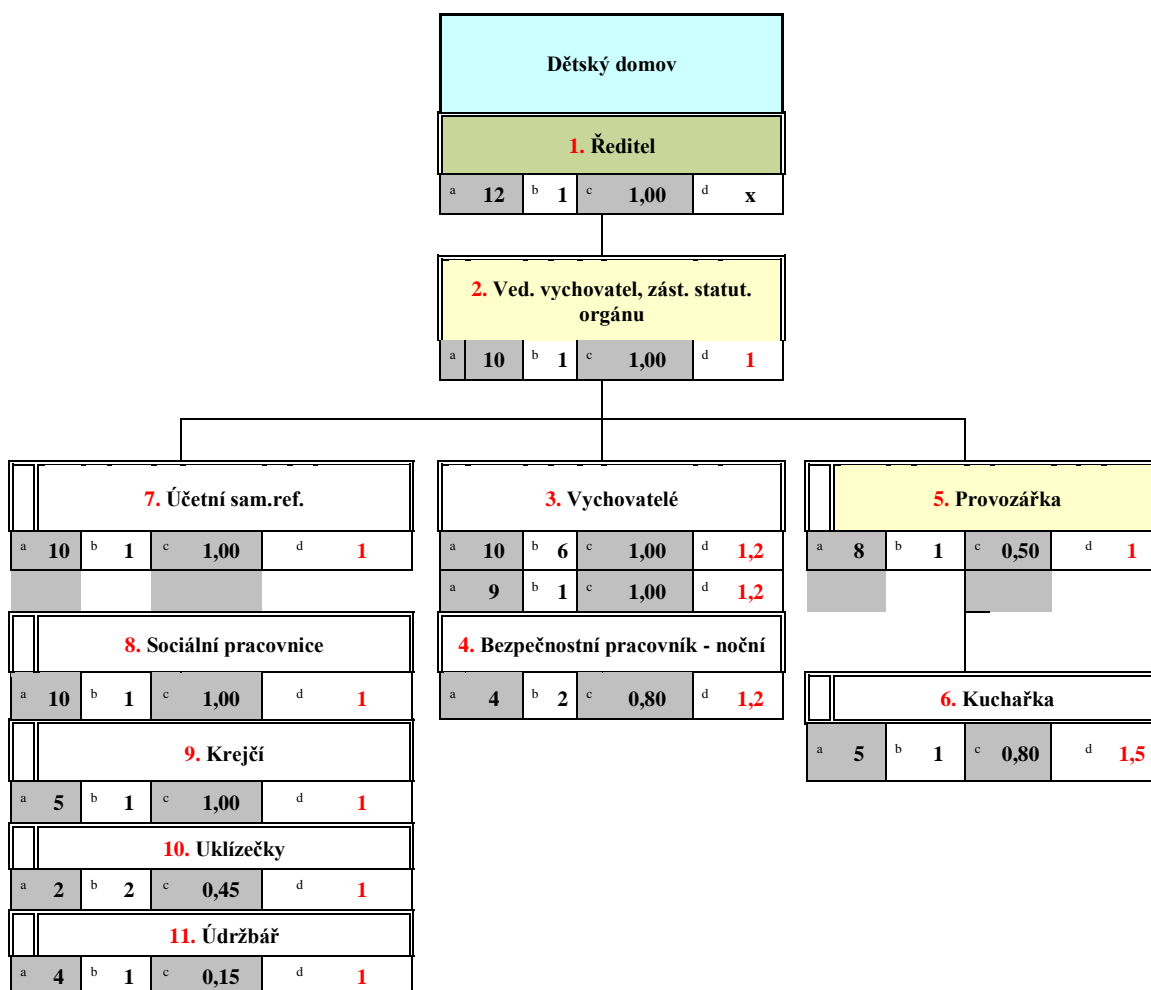 Dětský domov
1. Ředitel
a 12 b 1 c 1,00 d x
2. Ved. vychovatel, zást. statut.
orgánu
a 10 b 1 c 1,00 d 1
7. Účetní sam.ref.
a 10 b 1 c 1,00 d 1
8. Sociální pracovnice
a 10 b 1 c 1,00 d 1
9. Krejčí
a 5 b 1 c 1,00 d 1
10. Uklízečky
a 2 b 2 c 0,45 d 1
11. Údržbář
a 4 b 1 c 0,15 d 1
3. Vychovatelé
a 10 b 6 c 1,00 d 1,2
a 9 b 1 c 1,00 d 1,2
4. Bezpečnostní pracovník - noční
a 4 b 2 c 0,80 d 1,2
5. Provozářka
a 8 b 1 c 0,50 d 1
6. Kuchařka
a 5 b 1 c 0,80 d 1,5